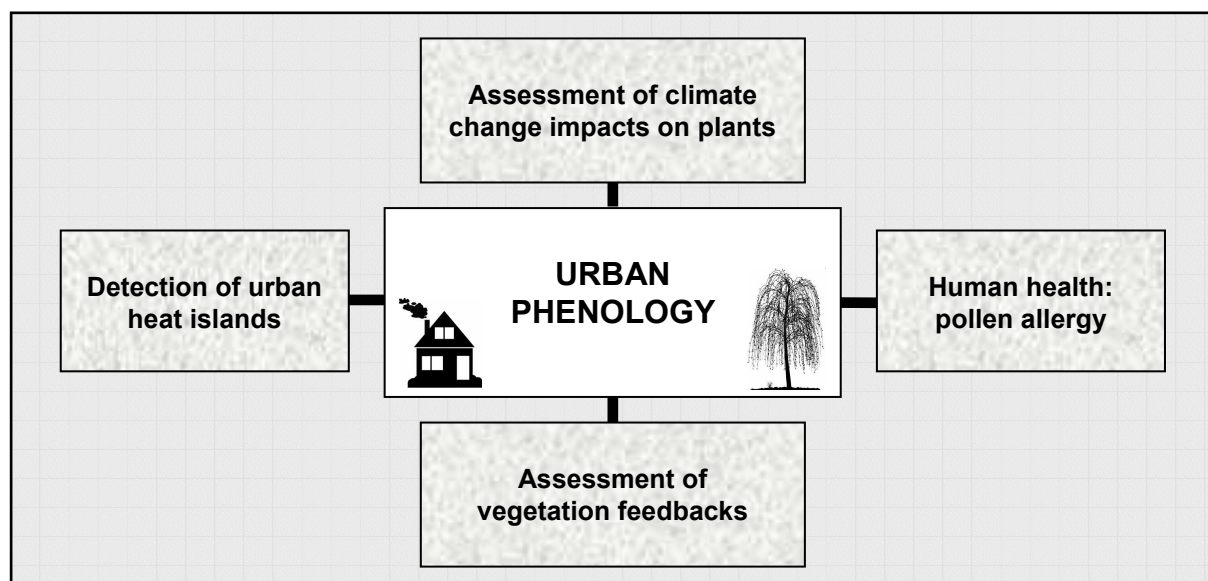 Assessment of climate
change impacts on plants
Detection of urban
heat islands
URBAN
PHENOLOGY
Human health:
pollen allergy
Assessment of
vegetation feedbacks